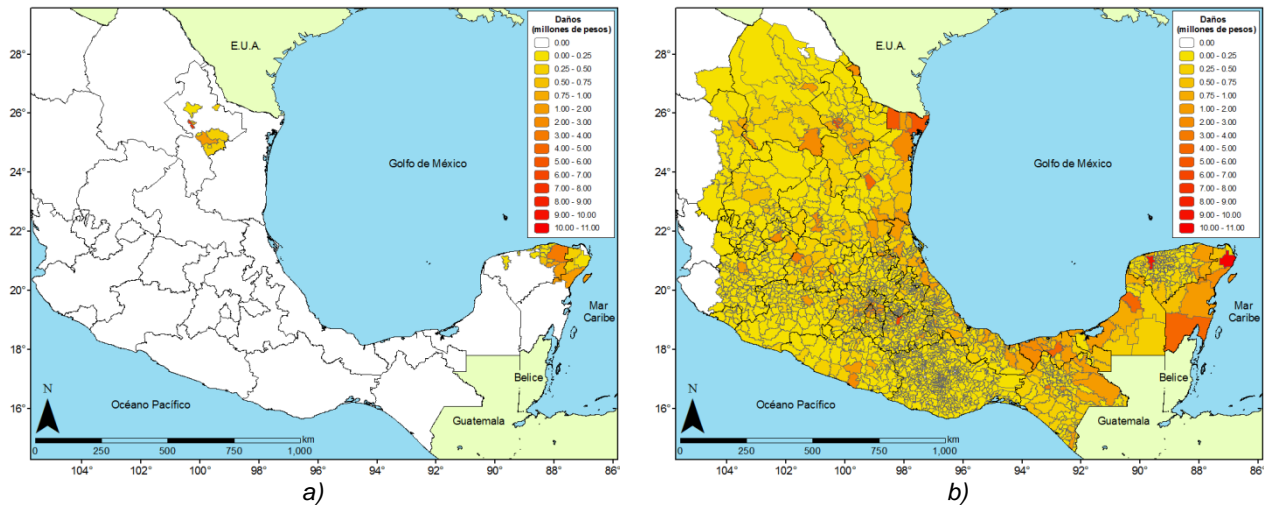 28°
26°
24°
22°
20°
18°
16°
E.U.A.
Golfo de México
Mar
Caribe
Belice
Guatemala
Océano Pacífico
N
0 250 500 750 1,000
km
104° 102° 100° 98° 96° 94° 92° 90° 88° 86°
Daños
(millones de pesos)
0.00
0.00 - 0.25
0.25 - 0.50
0.50 - 0.75
0.75 - 1.00
1.00 - 2.00
2.00 - 3.00
3.00 - 4.00
4.00 - 5.00
5.00 - 6.00
6.00 - 7.00
7.00 - 8.00
8.00 - 9.00
9.00 - 10.00
10.00 - 11.00
a)
28°
26°
24°
22°
20°
18°
16°
E.U.A.
Golfo de México
Mar
Caribe
Belice
Guatemala
Océano Pacífico
N
0 250 500 750 1,000
km
104° 102° 100° 98° 96° 94° 92° 90° 88° 86°
Daños
(millones de pesos)
0.00
0.00 - 0.25
0.25 - 0.50
0.50 - 0.75
0.75 - 1.00
1.00 - 2.00
2.00 - 3.00
3.00 - 4.00
4.00 - 5.00
5.00 - 6.00
6.00 - 7.00
7.00 - 8.00
8.00 - 9.00
9.00 - 10.00
10.00 - 11.00
b)